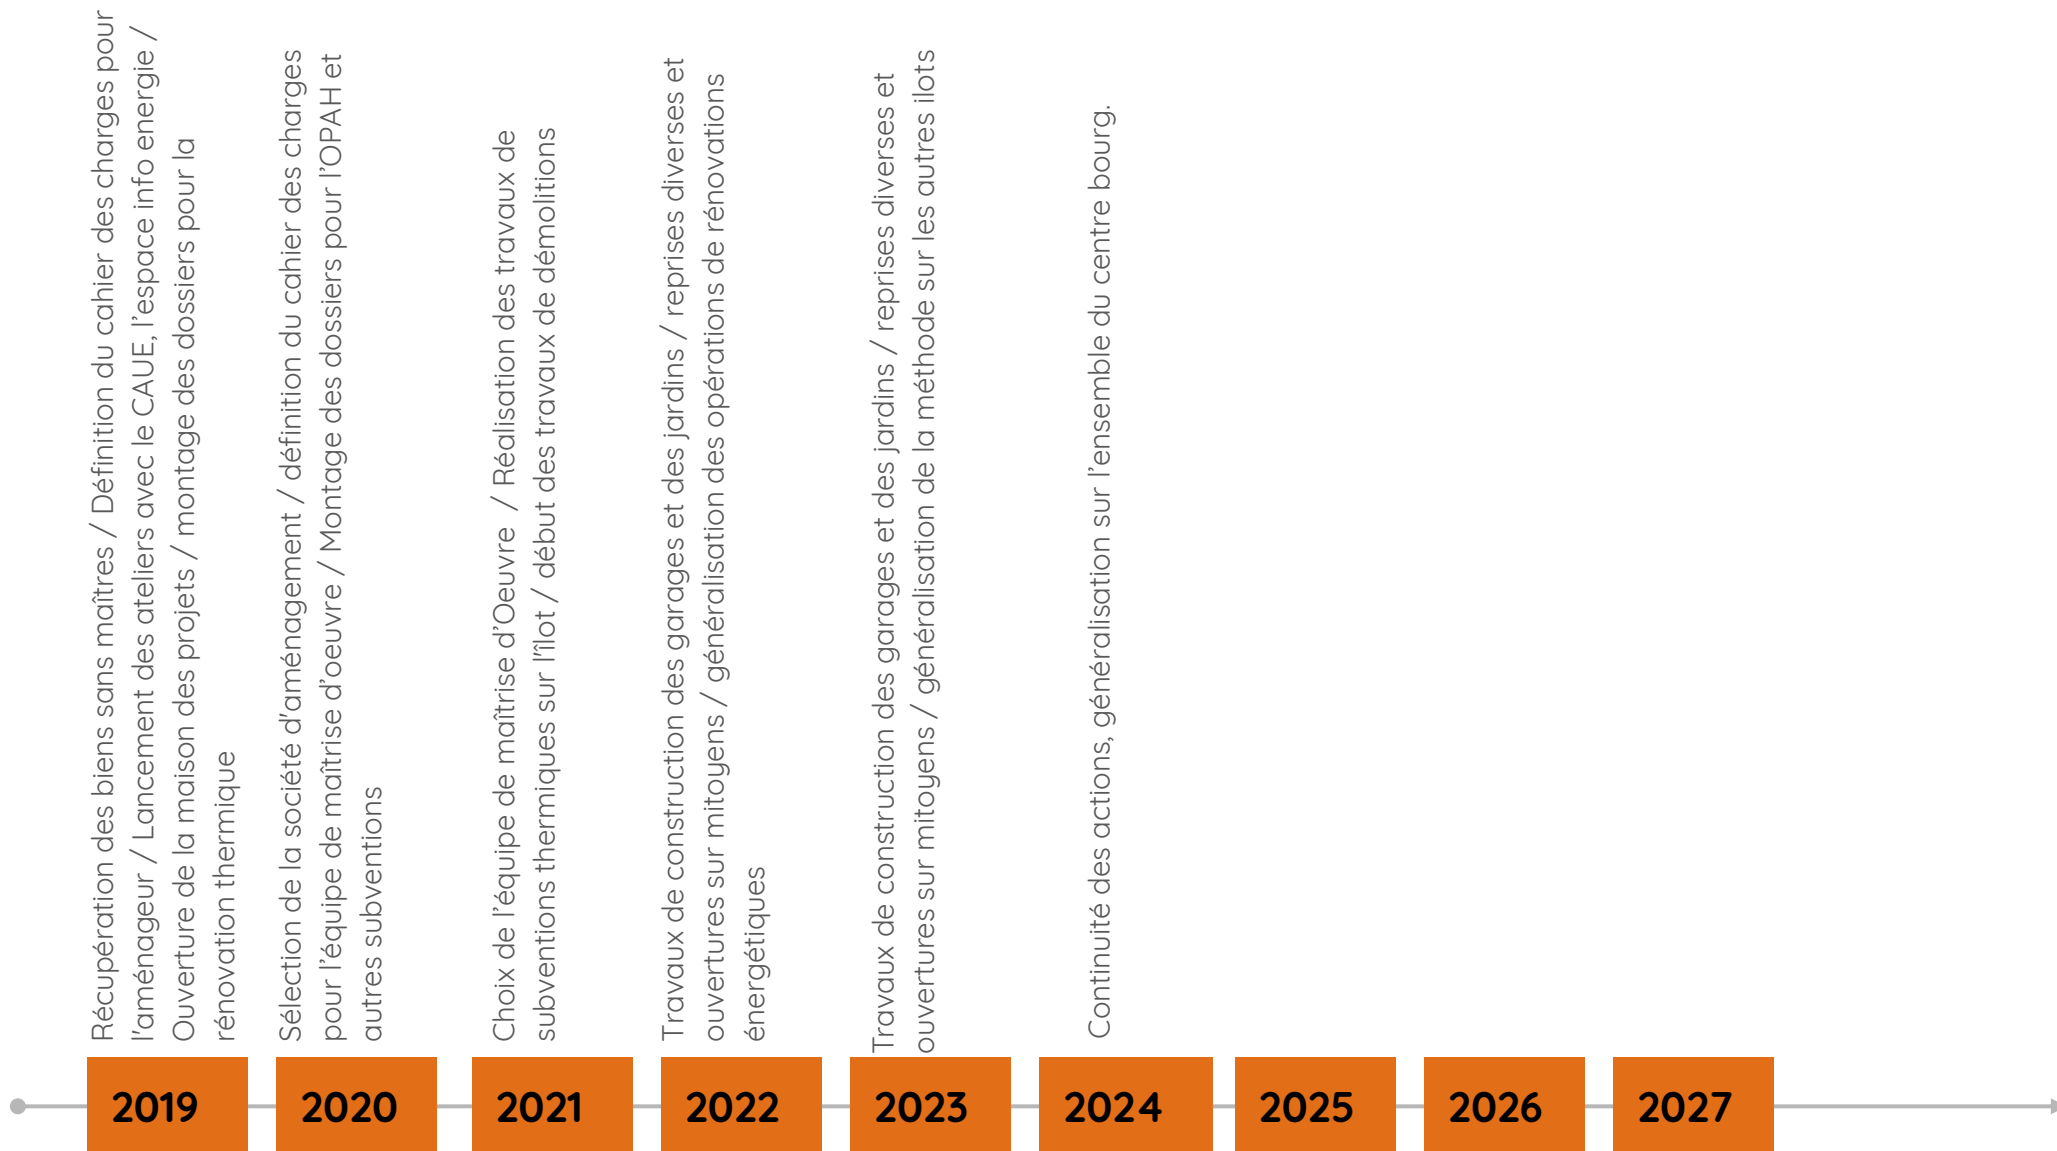 Récupération des biens sans maîtres / Définition du cahier des charges pour
l'aménageur / Lancement des ateliers avec le CAUE, l'espace info energie /
Ouverture de la maison des projets / montage des dossiers pour la
rénovation thermique
Sélection de la société d'aménagement / définition du cahier des charges
pour l'équipe de maîtrise d'oeuvre / Montage des dossiers pour l'OPAH et
autres subventions
Choix de l'équipe de maîtrise d'Oeuvre / Réalisation des travaux de
subventions thermiques sur l'îlot / début des travaux de démolitions
Travaux de construction des garages et des jardins / reprises diverses et
ouvertures sur mitoyens / généralisation des opérations de rénovations
énergétiques
Travaux de construction des garages et des jardins / reprises diverses et
ouvertures sur mitoyens / généralisation de la méthode sur les autres ilots
Continuité des actions, généralisation sur l'ensemble du centre bourg.
2019
2020
2021
2022
2023
2024
2025
2026
2027